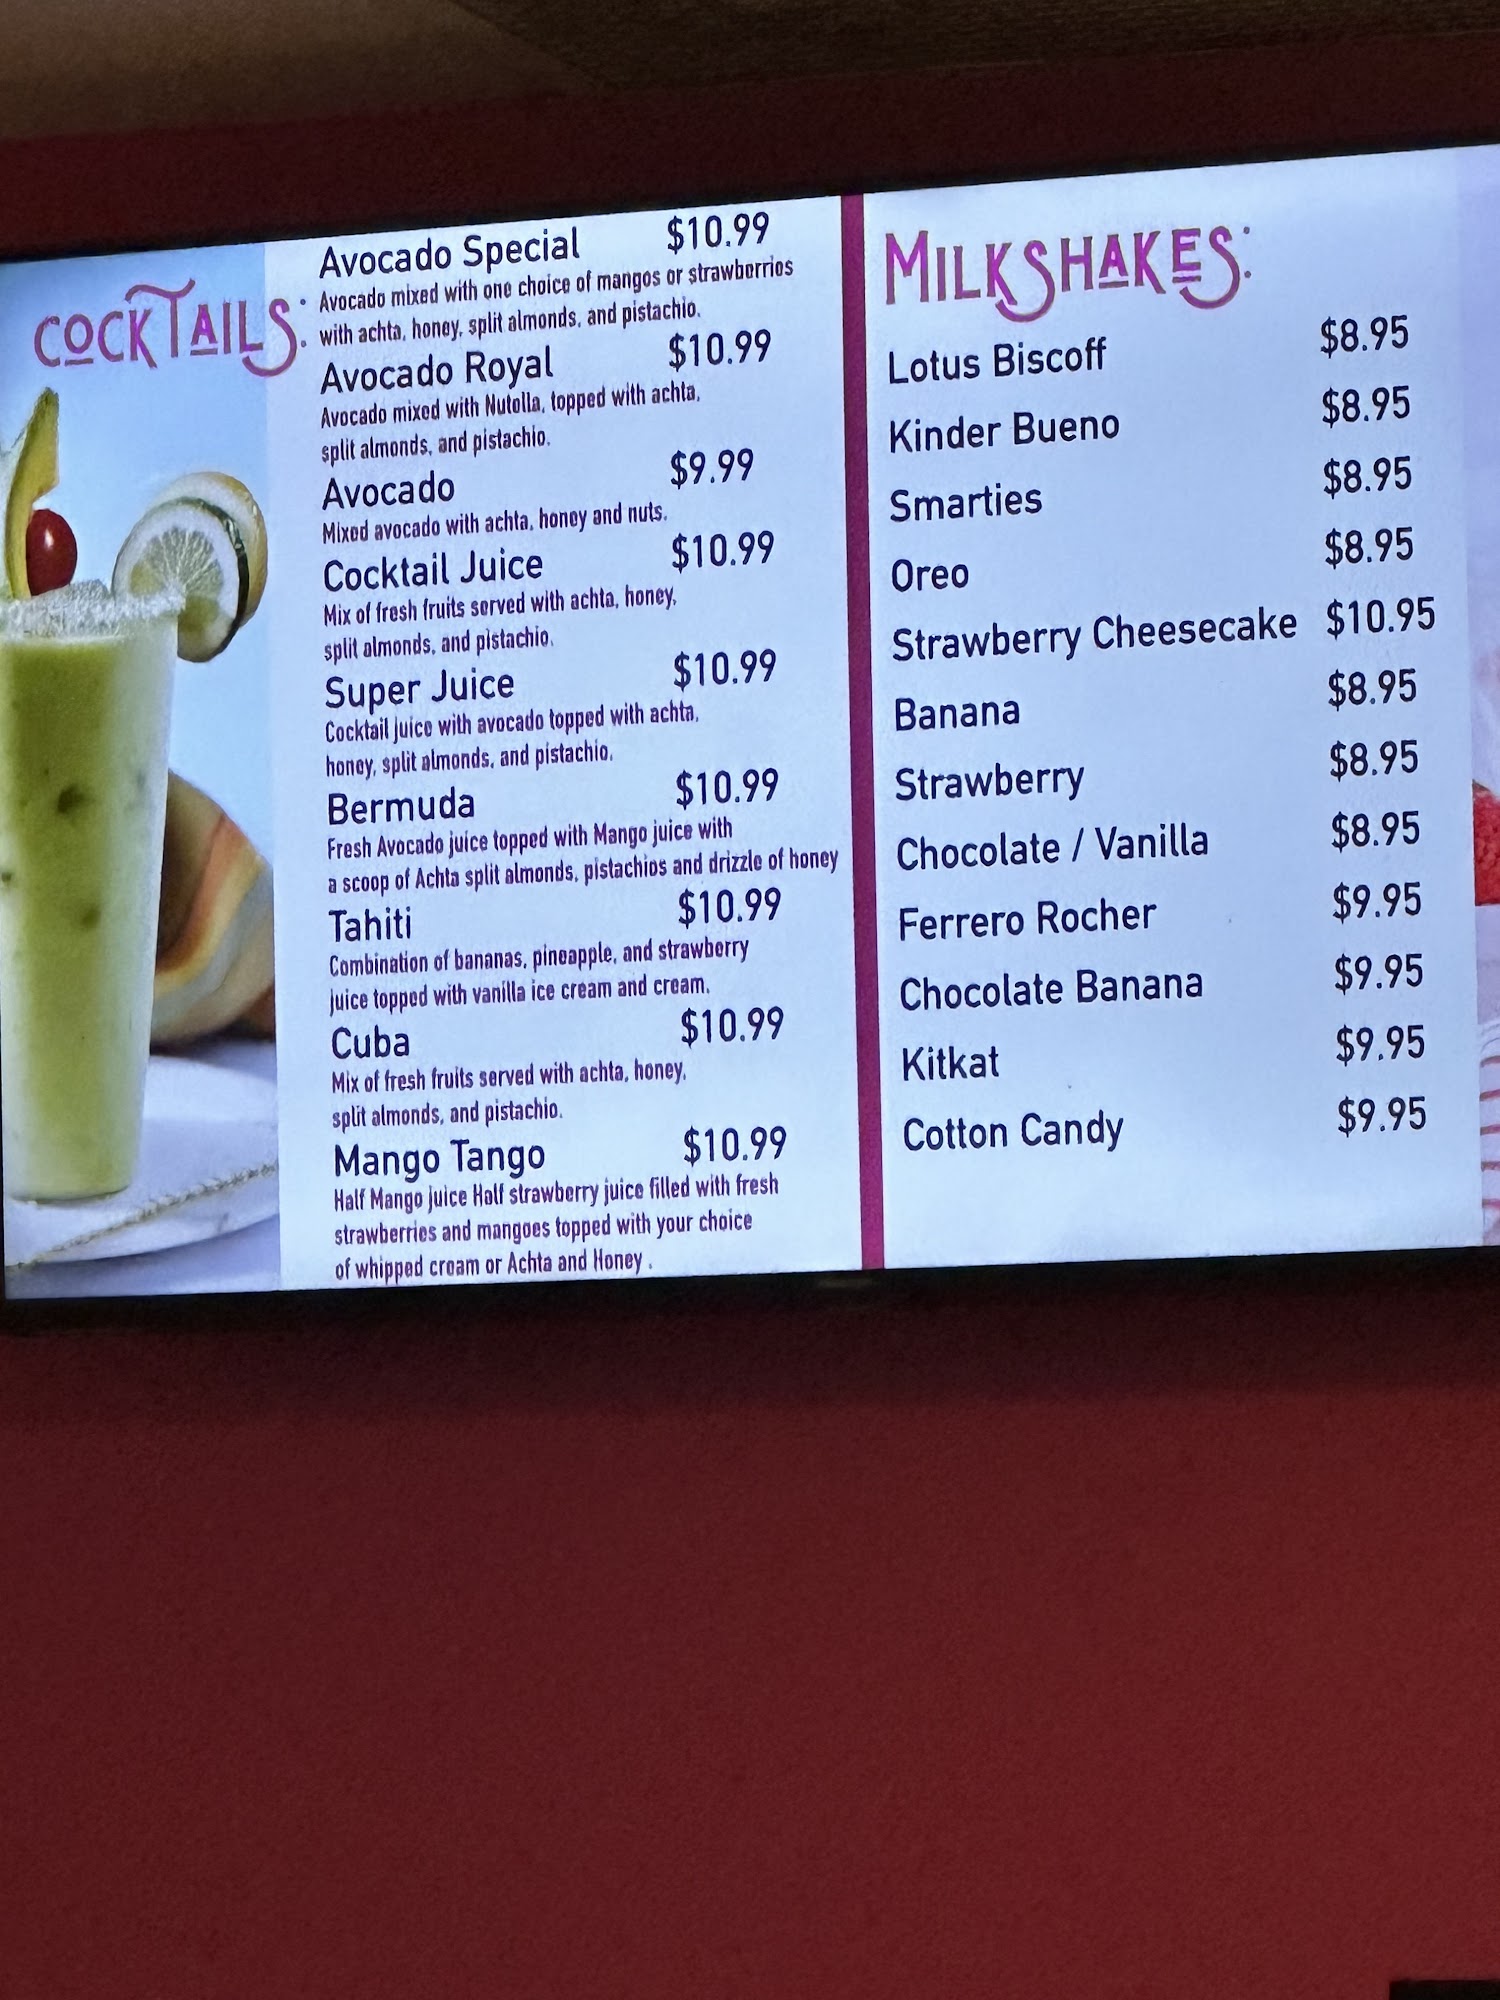 COCKTAILS:
Avocado Special $10.99
Avocado mixed with one choice of mangos or strawberries
with achta, honey, split almonds, and pistachio.
Avocado Royal $10.99
Avocado mixed with Nutella, topped with achta,
split almonds, and pistachio.
Avocado $9.99
Mixed avocado with achta, honey and nuts.
Cocktail Juice $10.99
Mix of fresh fruits served with achta, honey,
split almonds, and pistachio.
Super Juice $10.99
Cocktail juice with avocado topped with achta,
honey, split almonds, and pistachio.
Bermuda $10.99
Fresh Avocado juice topped with Mango juice with
a scoop of Achta split almonds, pistachios and drizzle of honey
Tahiti $10.99
Combination of bananas, pineapple, and strawberry
juice topped with vanilla ice cream and cream.
Cuba $10.99
Mix of fresh fruits served with achta, honey,
split almonds, and pistachio.
Mango Tango $10.99
Half Mango juice Half strawberry juice filled with fresh
strawberries and mangoes topped with your choice
of whipped cream or Achta and Honey .
MILKSHAKES:
Lotus Biscoff $8.95
Kinder Bueno $8.95
Smarties $8.95
Oreo $8.95
Strawberry Cheesecake $10.95
Banana $8.95
Strawberry $8.95
Chocolate / Vanilla $8.95
Ferrero Rocher $9.95
Chocolate Banana $9.95
Kitkat $9.95
Cotton Candy $9.95